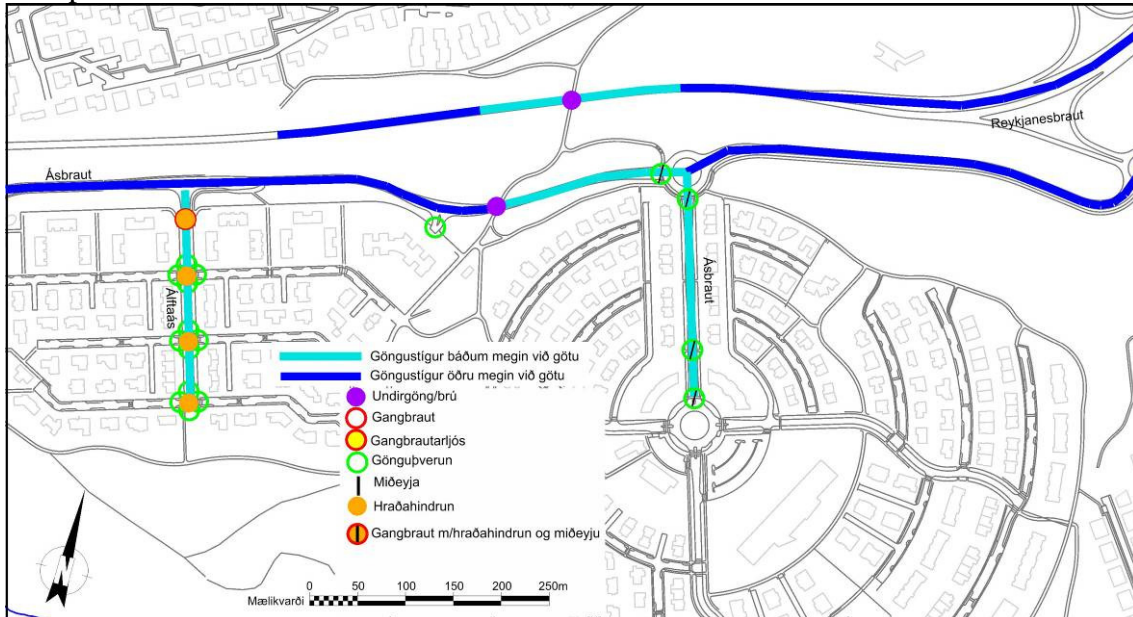 Reykjanesbraut
Ásbraut
Álftaás
Ásbraut
Göngustígur báðum megin við götu
Göngustígur öðru megin við götu
Undirgöng/brú
Gangbraut
Gangbrautarljós
Gönguþverun
Miðeyja
Hraðahindrun
Gangbraut m/hraðahindrun og miðeyju
0 50 100 150 200 250m
Mælikvarði